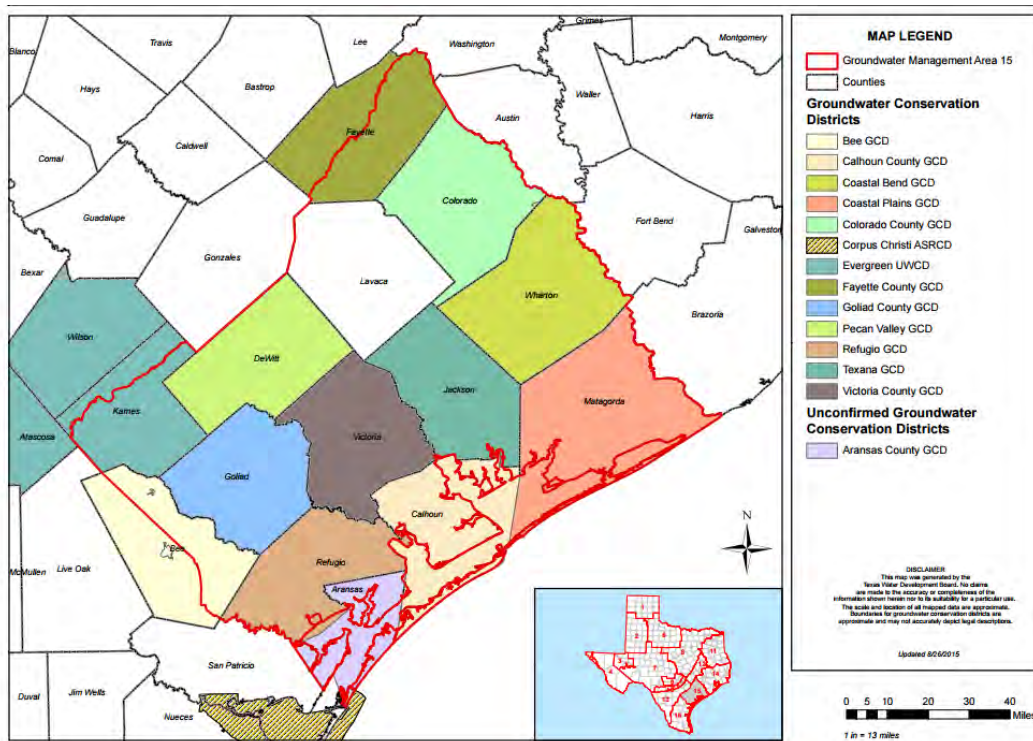 Blanco
Travis
Lee
Washington
Grimes
Montgomery
Hays
Bastrop
Waller
Harris
Austin
Fayette
Comal
Caldwell
Colorado
Guadalupe
Fort Bend
Galveston
Bexar
Gonzales
Lavaca
Wharton
Brazoria
Wilson
DeWitt
Jackson
Matagorda
Karnes
Atascosa
Victoria
Goliad
Calhoun
Bee
McMullen
Live Oak
Refugio
Aransas
San Patricio
Duval
Jim Wells
Nueces
N
MAP LEGEND
Groundwater Management Area 15
Counties
Groundwater Conservation
Districts
Bee GCD
Calhoun County GCD
Coastal Bend GCD
Coastal Plains GCD
Colorado County GCD
Corpus Christi ASRCD
Evergreen UWCD
Fayette County GCD
Goliad County GCD
Pecan Valley GCD
Refugio GCD
Texana GCD
Victoria County GCD
Unconfirmed Groundwater
Conservation Districts
Aransas County GCD
DISCLAIMER
This map was generated by the
Texas Water Development Board. No claims
are made to the accuracy or completeness of the
information shown herein nor to its suitability for a particular use.
The scale and location of all mapped data are approximate.
Boundaries for groundwater conservation districts are
approximate and may not accurately depict legal descriptions.
Updated 8/26/2015
0 5 10 20 30 40
Miles
1 in = 13 miles